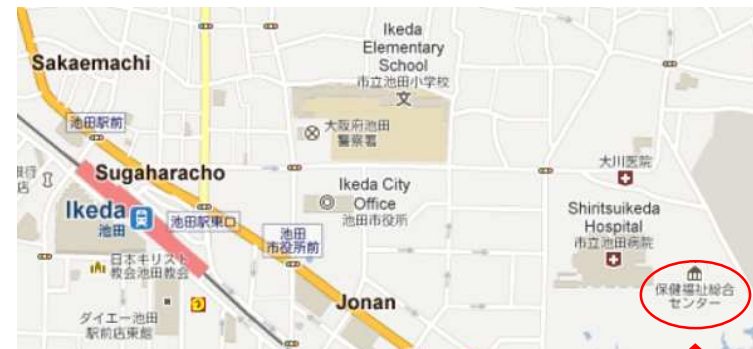 Sakaemachi
池田駅前
Sugaharacho
Ikeda
池田
池田駅東口
日本キリスト
教会池田教会
ダイエー池田
駅前店東館
Ikeda
Elementary
School
市立池田小学校
文
大阪府池田
警察署
Ikeda City
Office
池田市役所
池田
市役所前
Jonan
大川医院
Shiritsuikeda
Hospital
市立池田病院
保健福祉総合
センター